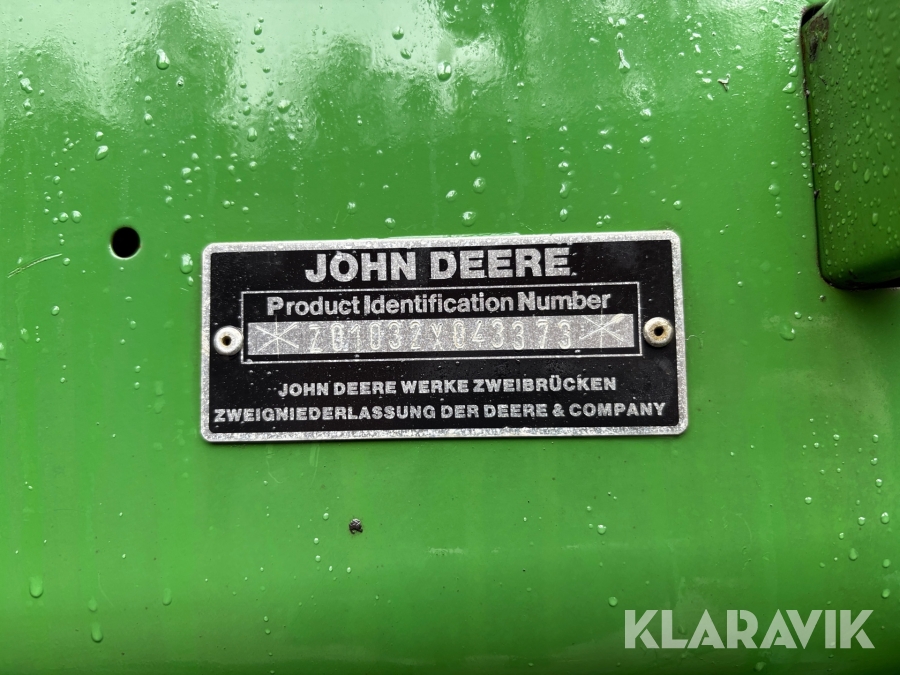 JOHN DEERE
Product Identification Number
Z01032X043373
JOHN DEERE WERKE ZWEIBRÜCKEN
ZWEIGNIEDERLASSUNG DER DEERE & COMPANY
KLARAVIK